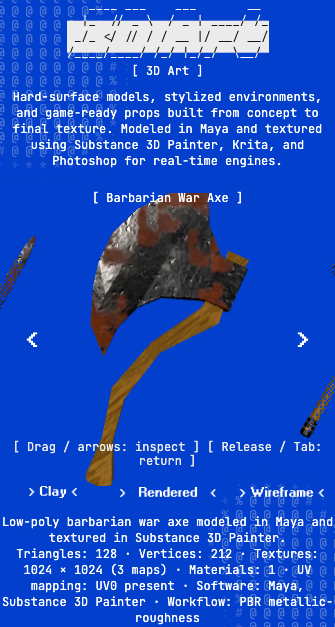 [ 3D Art ]
Hard-surface models, stylized environments,
and game-ready props built from concept to
final texture. Modeled in Maya and textured
using Substance 3D Painter, Krita, and
Photoshop for real-time engines.
[ Barbarian War Axe ]
[ Drag / arrows: inspect ] [ Release / Tab:
return ]
> Clay < > Rendered < > Wireframe <
Low-poly barbarian war axe modeled in Maya and
textured in Substance 3D Painter.
Triangles: 128 · Vertices: 212 · Textures:
1024 × 1024 (3 maps) · Materials: 1 · UV
mapping: UV0 present · Software: Maya,
Substance 3D Painter · Workflow: PBR metallic-
roughness